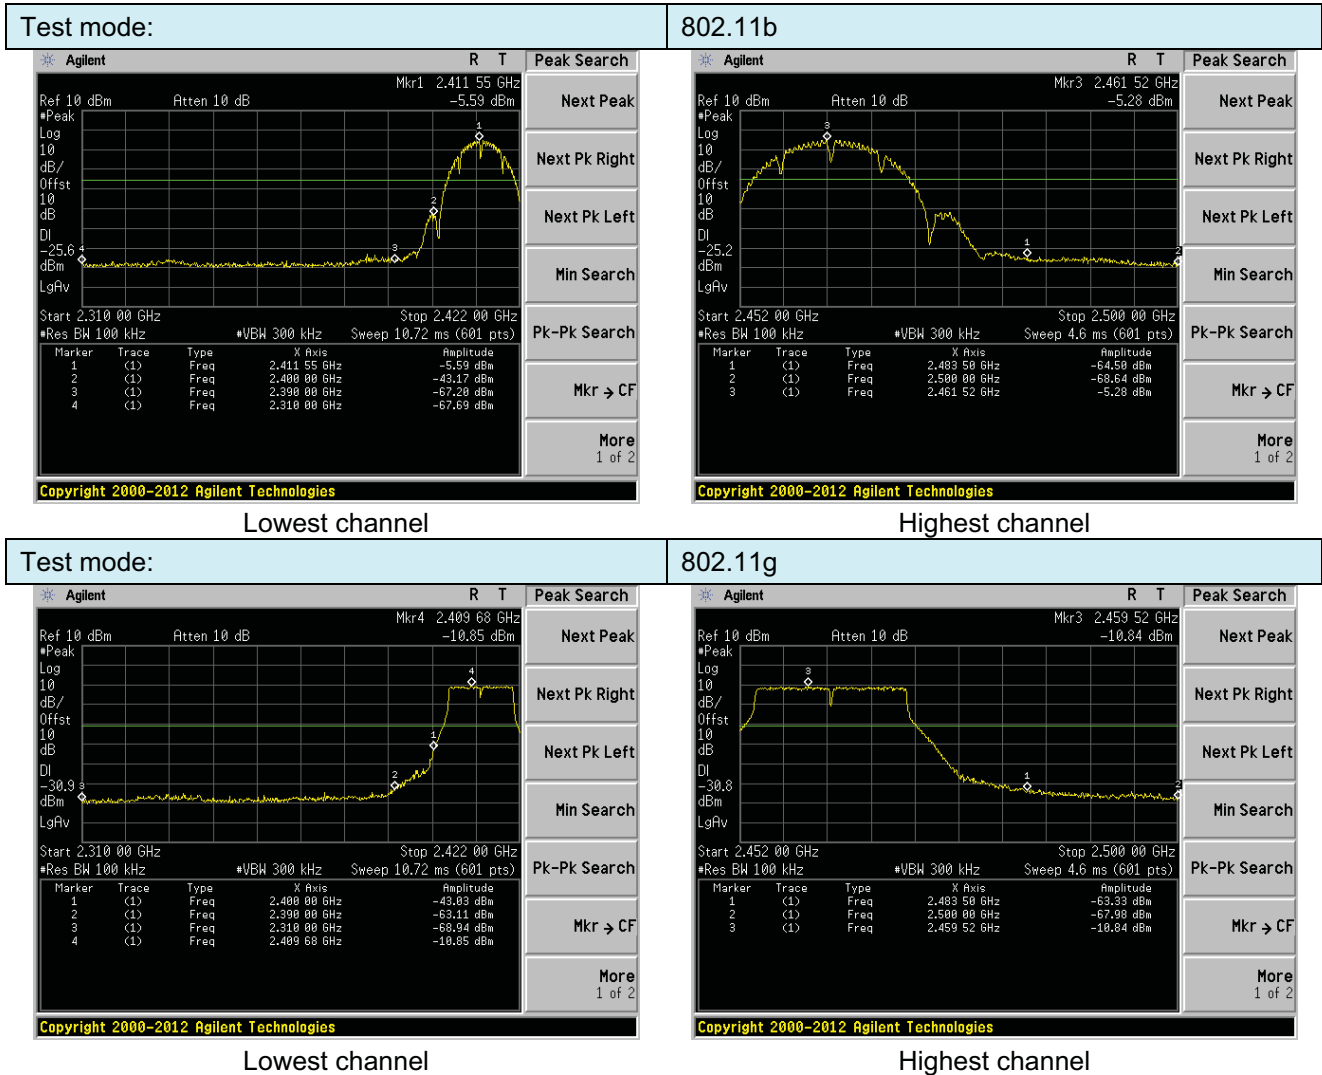 Test mode: 802.11b
Agilent R T Peak Search
Mkr1 2.411 55 GHz
Ref 10 dBm Atten 10 dB -5.59 dBm
#Peak
Log
10
dB/
Offst
10
dB
DI
-25.6
dBm
LgAv
1
2
3
4
Start 2.310 00 GHz Stop 2.422 00 GHz
#Res BW 100 kHz #VBW 300 kHz Sweep 10.72 ms (601 pts)
Marker Trace Type X Axis Amplitude
1 (1) Freq 2.411 55 GHz -5.59 dBm
2 (1) Freq 2.400 00 GHz -43.17 dBm
3 (1) Freq 2.390 00 GHz -67.20 dBm
4 (1) Freq 2.310 00 GHz -67.69 dBm
Next Peak
Next Pk Right
Next Pk Left
Min Search
Pk-Pk Search
Mkr → CF
More
1 of 2
Copyright 2000-2012 Agilent Technologies
Lowest channel
Agilent R T Peak Search
Mkr3 2.461 52 GHz
Ref 10 dBm Atten 10 dB -5.28 dBm
#Peak
Log
10
dB/
Offst
10
dB
DI
-25.2
dBm
LgAv
3
1
2
Start 2.452 00 GHz Stop 2.500 00 GHz
#Res BW 100 kHz #VBW 300 kHz Sweep 4.6 ms (601 pts)
Marker Trace Type X Axis Amplitude
1 (1) Freq 2.483 50 GHz -64.50 dBm
2 (1) Freq 2.500 00 GHz -68.64 dBm
3 (1) Freq 2.461 52 GHz -5.28 dBm
Next Peak
Next Pk Right
Next Pk Left
Min Search
Pk-Pk Search
Mkr → CF
More
1 of 2
Copyright 2000-2012 Agilent Technologies
Highest channel
Test mode: 802.11g
Agilent R T Peak Search
Mkr4 2.409 68 GHz
Ref 10 dBm Atten 10 dB -10.85 dBm
#Peak
Log
10
dB/
Offst
10
dB
DI
-30.9
dBm
LgAv
4
1
2
3
Start 2.310 00 GHz Stop 2.422 00 GHz
#Res BW 100 kHz #VBW 300 kHz Sweep 10.72 ms (601 pts)
Marker Trace Type X Axis Amplitude
1 (1) Freq 2.400 00 GHz -43.03 dBm
2 (1) Freq 2.390 00 GHz -63.11 dBm
3 (1) Freq 2.310 00 GHz -68.94 dBm
4 (1) Freq 2.409 68 GHz -10.85 dBm
Next Peak
Next Pk Right
Next Pk Left
Min Search
Pk-Pk Search
Mkr → CF
More
1 of 2
Copyright 2000-2012 Agilent Technologies
Lowest channel
Agilent R T Peak Search
Mkr3 2.459 52 GHz
Ref 10 dBm Atten 10 dB -10.84 dBm
#Peak
Log
10
dB/
Offst
10
dB
DI
-30.8
dBm
LgAv
3
1
2
Start 2.452 00 GHz Stop 2.500 00 GHz
#Res BW 100 kHz #VBW 300 kHz Sweep 4.6 ms (601 pts)
Marker Trace Type X Axis Amplitude
1 (1) Freq 2.483 50 GHz -63.33 dBm
2 (1) Freq 2.500 00 GHz -67.98 dBm
3 (1) Freq 2.459 52 GHz -10.84 dBm
Next Peak
Next Pk Right
Next Pk Left
Min Search
Pk-Pk Search
Mkr → CF
More
1 of 2
Copyright 2000-2012 Agilent Technologies
Highest channel